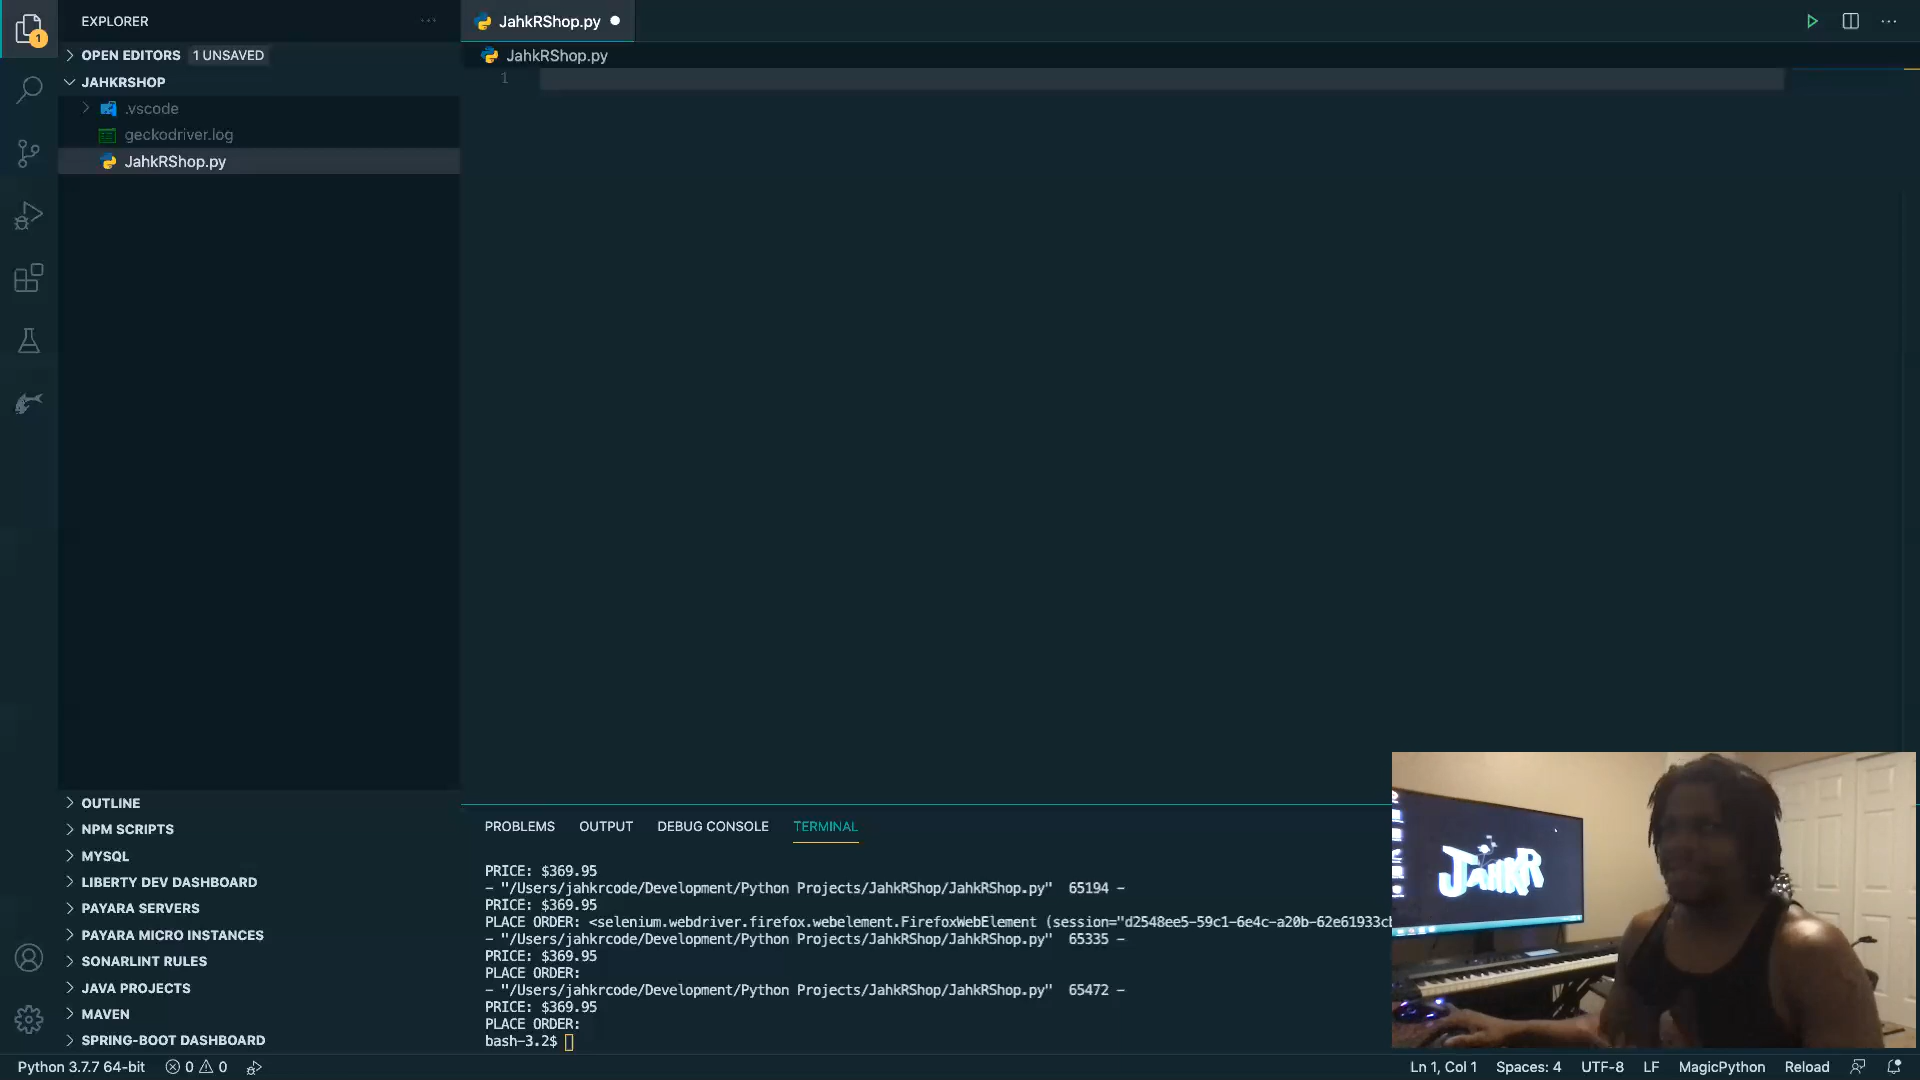 EXPLORER
JahkRShop.py
1
OPEN EDITORS 1 UNSAVED
JahkRShop.py
JAHKRSHOP
1
.vscode
geckodriver.log
JahkRShop.py
OUTLINE
NPM SCRIPTS
MYSQL
LIBERTY DEV DASHBOARD
PAYARA SERVERS
PAYARA MICRO INSTANCES
SONARLINT RULES
JAVA PROJECTS
MAVEN
SPRING-BOOT DASHBOARD
PROBLEMS OUTPUT DEBUG CONSOLE TERMINAL
PRICE: $369.95
- "/Users/jahkrcode/Development/Python Projects/JahkRShop/JahkRShop.py" 65194 -
PRICE: $369.95
PLACE ORDER: <selenium.webdriver.firefox.webelement.FirefoxWebElement (session="d2548ee5-59c1-6e4c-a20b-62e61933c
- "/Users/jahkrcode/Development/Python Projects/JahkRShop/JahkRShop.py" 65335 -
PRICE: $369.95
PLACE ORDER:
- "/Users/jahkrcode/Development/Python Projects/JahkRShop/JahkRShop.py" 65472 -
PRICE: $369.95
PLACE ORDER:
bash-3.2$
JAHKR
Python 3.7.7 64-bit 0 0
Ln 1, Col 1 Spaces: 4 UTF-8 LF MagicPython Reload